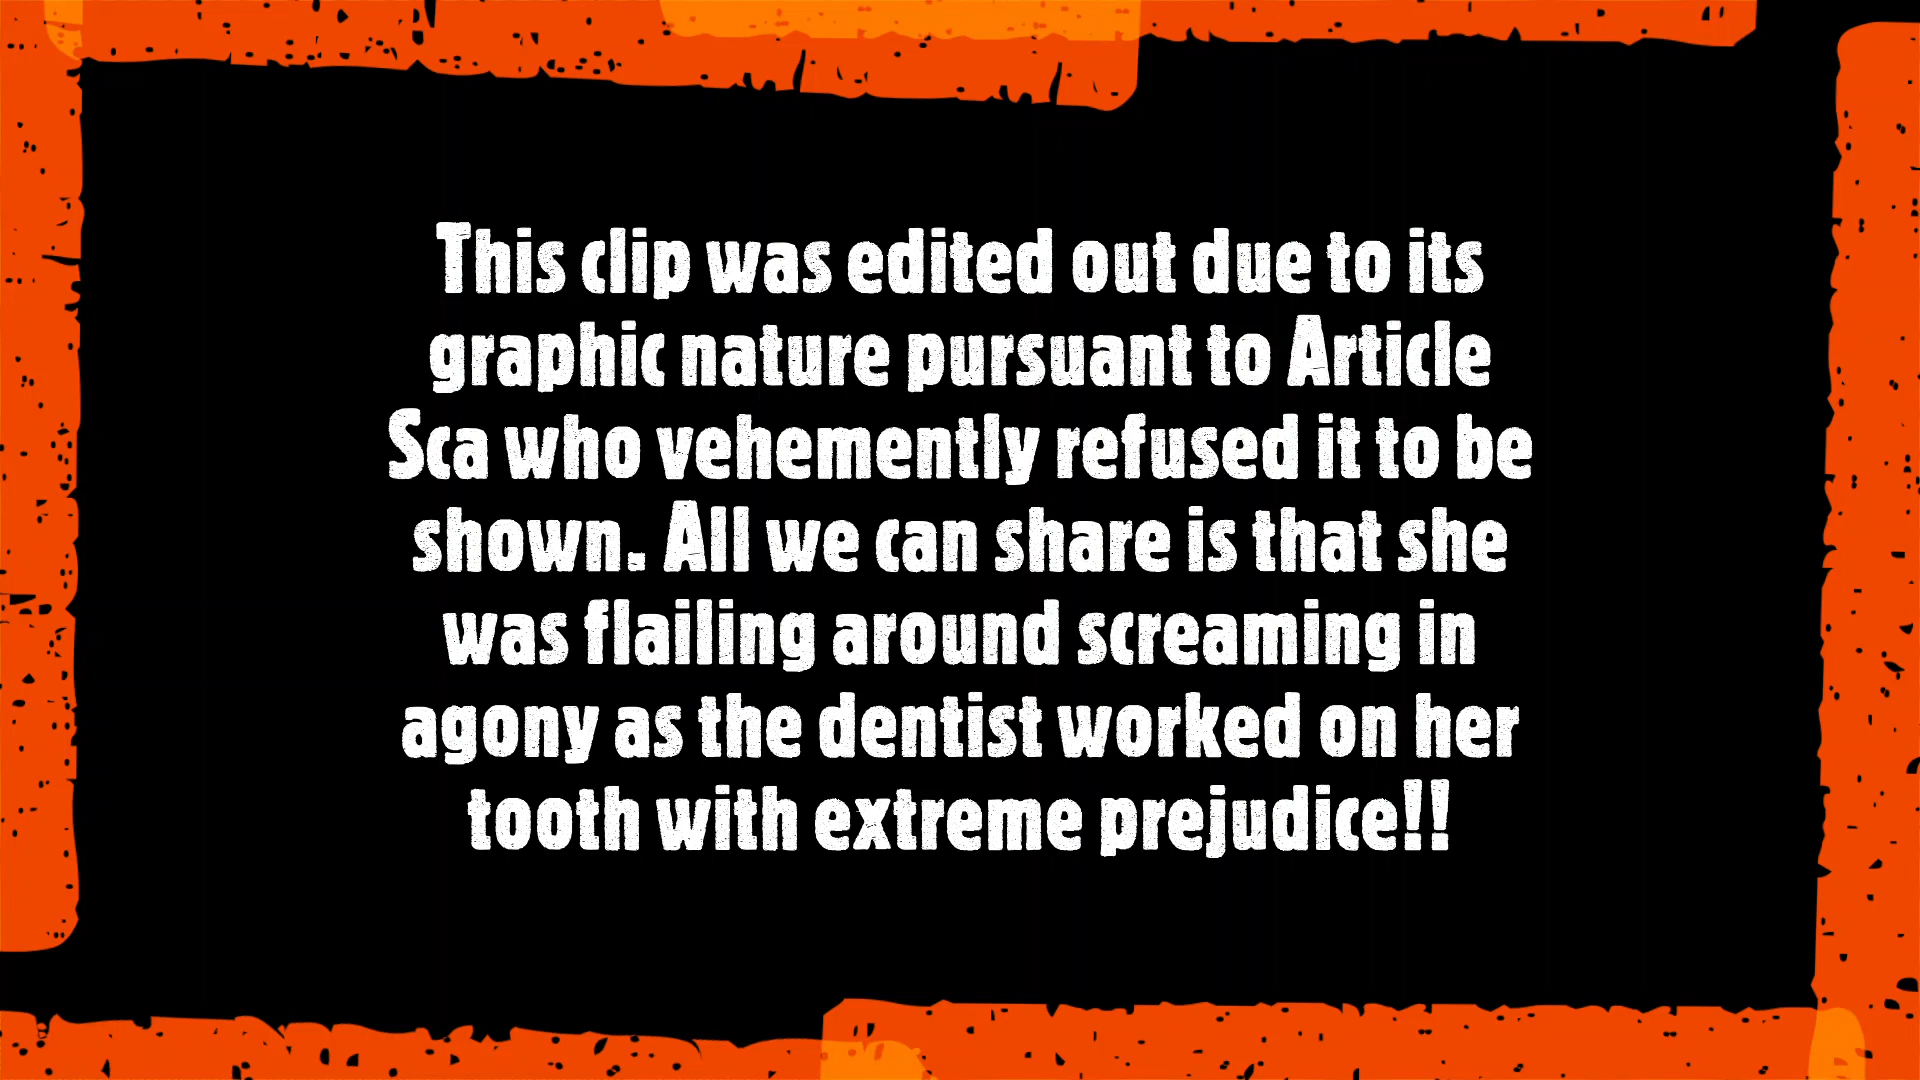 This clip was edited out due to its
graphic nature pursuant to Article
Sca who vehemently refused it to be
shown. All we can share is that she
was flailing around screaming in
agony as the dentist worked on her
tooth with extreme prejudice!!